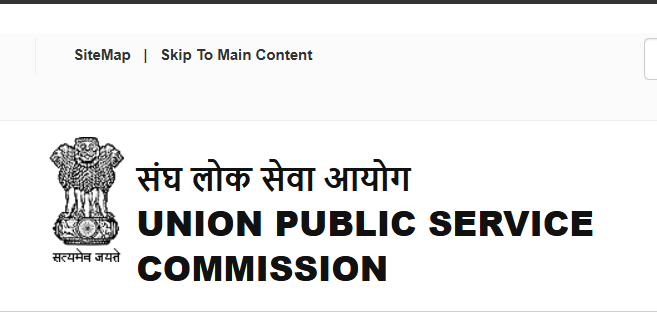 SiteMap | Skip To Main Content
संघ लोक सेवा आयोग
UNION PUBLIC SERVICE
COMMISSION
सत्यमेव जयते